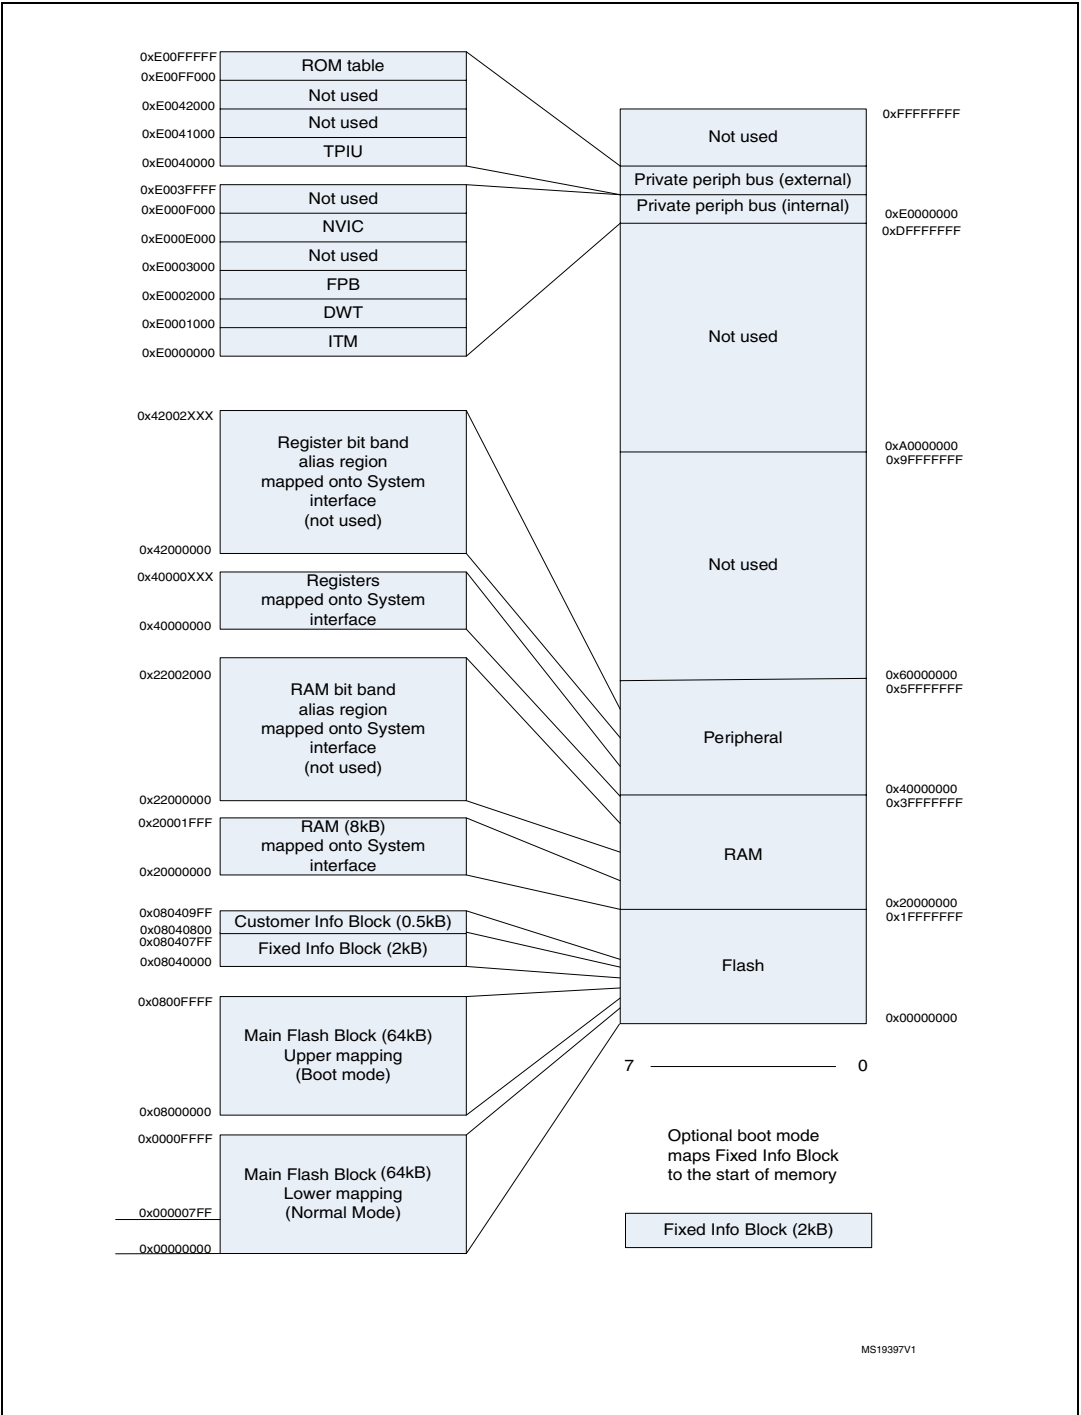 0xE00FFFFF
ROM table
0xE00FF000
Not used
0xE0042000
Not used
0xE0041000
TPIU
0xE0040000
0xE003FFFF
Not used
0xE000F000
NVIC
0xE000E000
Not used
0xE0003000
FPB
0xE0002000
DWT
0xE0001000
ITM
0xE0000000
0x42002XXX
Register bit band
alias region
mapped onto System
interface
(not used)
0x42000000
0x40000XXX
Registers
mapped onto System
interface
0x40000000
0x22002000
RAM bit band
alias region
mapped onto System
interface
(not used)
0x22000000
0x20001FFF
RAM (8kB)
mapped onto System
interface
0x20000000
0x080409FF
Customer Info Block (0.5kB)
0x08040800
0x080407FF
Fixed Info Block (2kB)
0x08040000
0x0800FFFF
Main Flash Block (64kB)
Upper mapping
(Boot mode)
0x08000000
0x0000FFFF
Main Flash Block (64kB)
Lower mapping
(Normal Mode)
0x000007FF
0x00000000
0xFFFFFFFF
Not used
Private periph bus (external)
Private periph bus (internal)
0xE0000000
0xDFFFFFFF
Not used
0xA0000000
0x9FFFFFFF
Not used
0x60000000
0x5FFFFFFF
Peripheral
0x40000000
0x3FFFFFFF
RAM
0x20000000
0x1FFFFFFF
Flash
0x00000000
7 0
Optional boot mode
maps Fixed Info Block
to the start of memory
Fixed Info Block (2kB)
MS19397V1